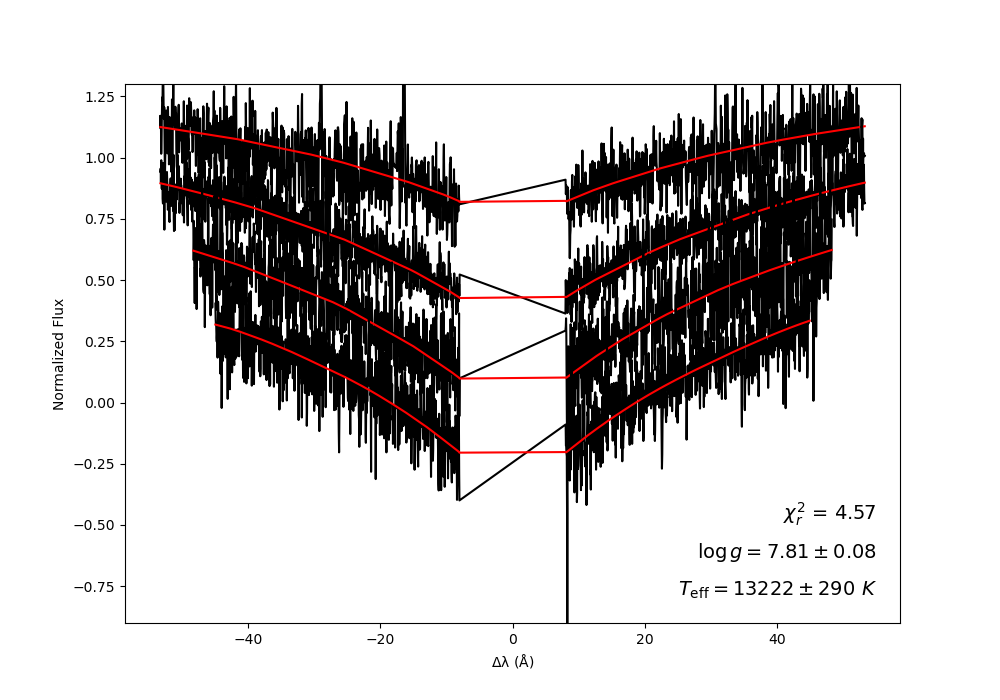 1.25
1.00
0.75
0.50
0.25
0.00
−0.25
−0.50
−0.75
Normalized Flux
χ²ᵣ = 4.57
log g = 7.81 ± 0.08
T_eff = 13222 ± 290 K
−40 −20 0 20 40
Δλ (Å)